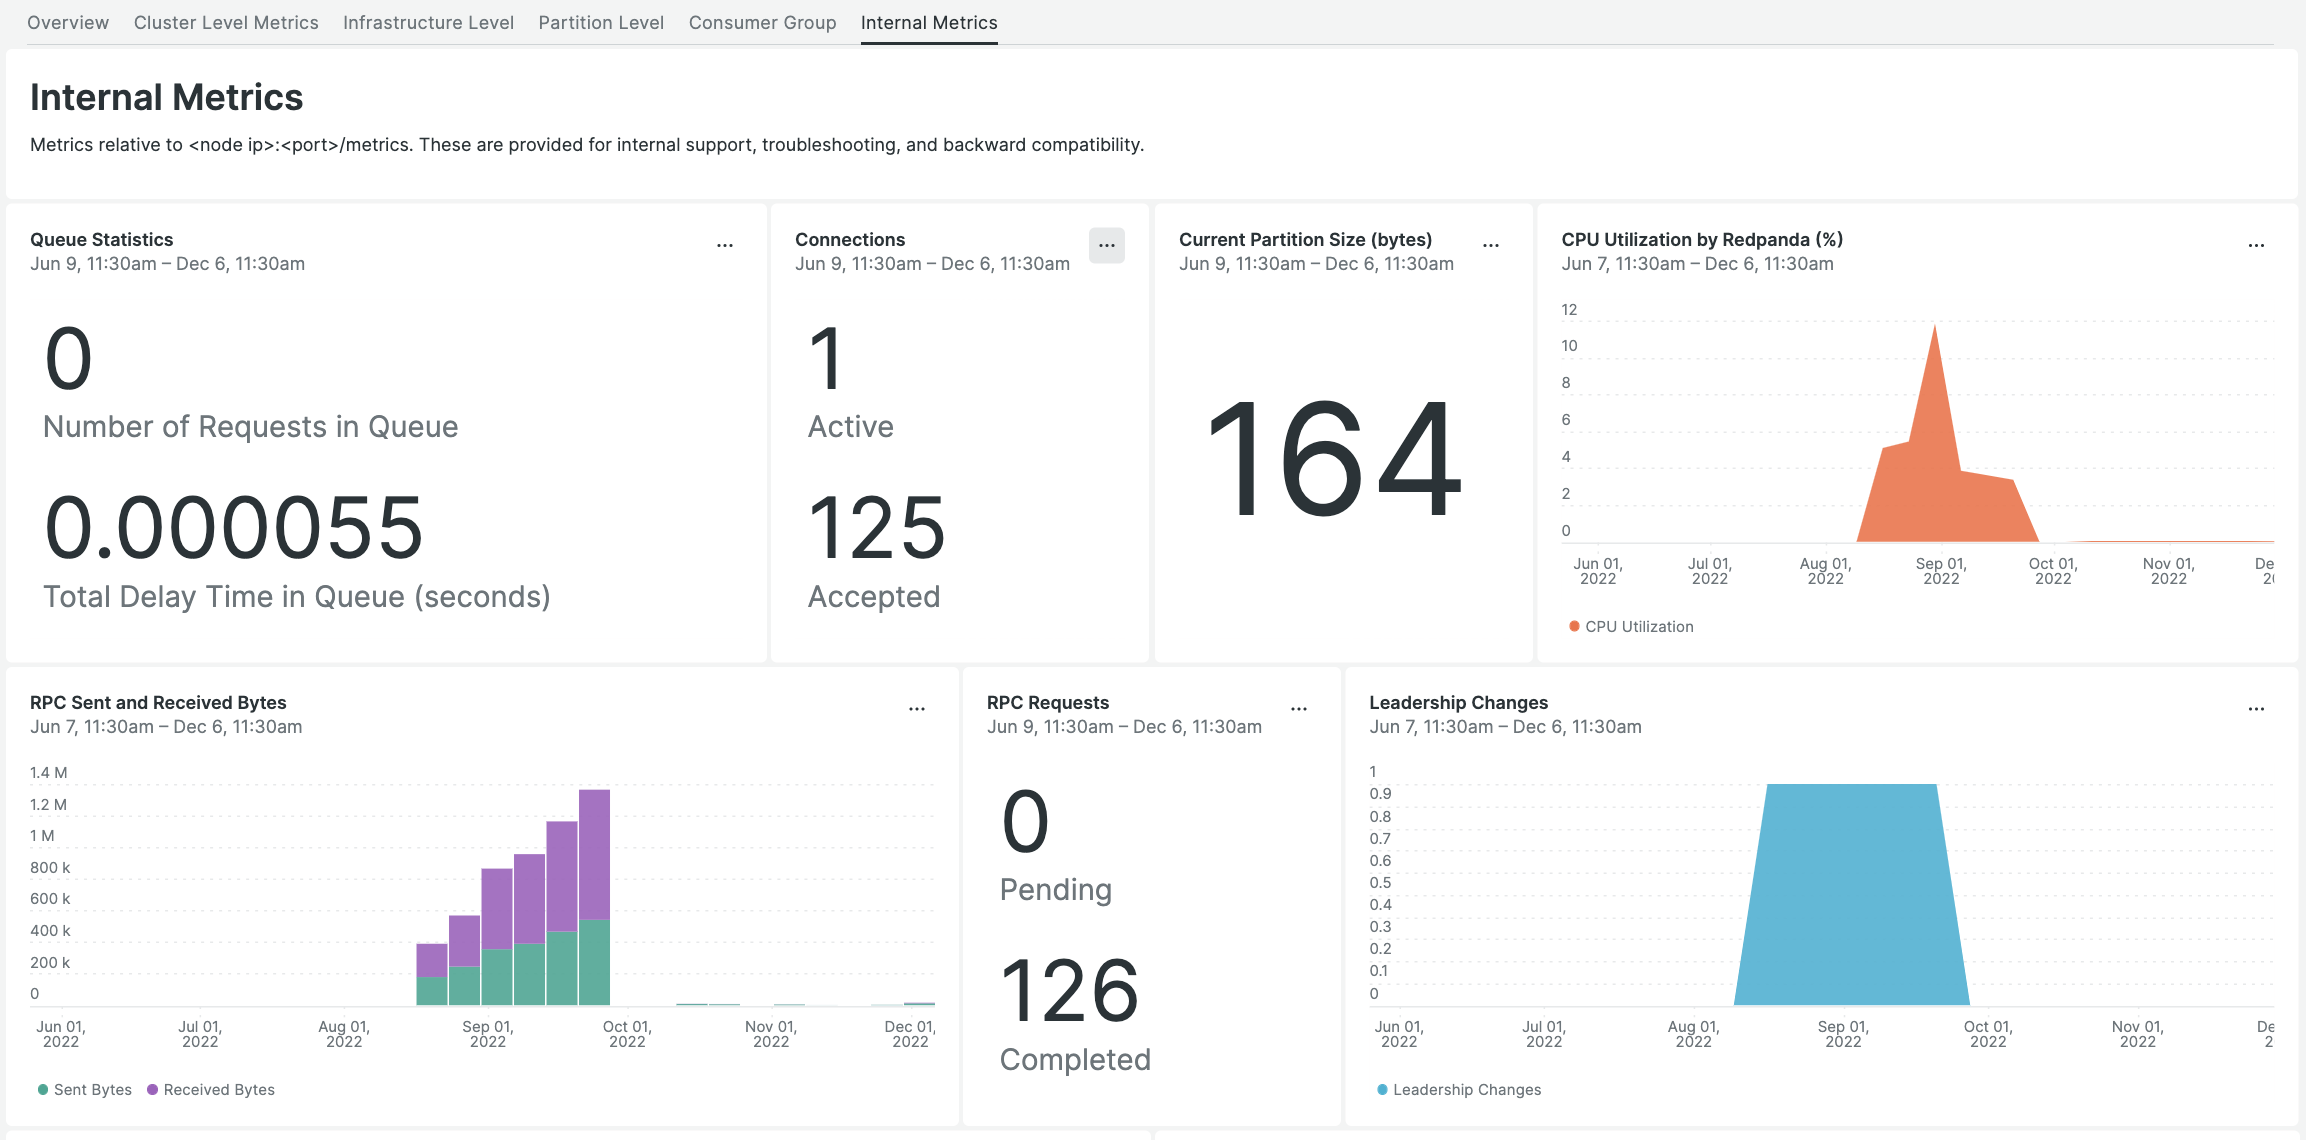 Overview Cluster Level Metrics Infrastructure Level Partition Level Consumer Group Internal Metrics
Internal Metrics
Metrics relative to <node ip>:<port>/metrics. These are provided for internal support, troubleshooting, and backward compatibility.
Queue Statistics
Jun 9, 11:30am – Dec 6, 11:30am
0
Number of Requests in Queue
0.000055
Total Delay Time in Queue (seconds)
Connections
Jun 9, 11:30am – Dec 6, 11:30am
1
Active
125
Accepted
Current Partition Size (bytes)
Jun 9, 11:30am – Dec 6, 11:30am
164
CPU Utilization by Redpanda (%)
Jun 7, 11:30am – Dec 6, 11:30am
12
10
8
6
4
2
0
Jun 01, Jul 01, Aug 01, Sep 01, Oct 01, Nov 01, De
2022 2022 2022 2022 2022 2022 20
CPU Utilization
RPC Sent and Received Bytes
Jun 7, 11:30am – Dec 6, 11:30am
1.4 M
1.2 M
1 M
800 k
600 k
400 k
200 k
0
Jun 01, Jul 01, Aug 01, Sep 01, Oct 01, Nov 01, Dec 01,
2022 2022 2022 2022 2022 2022 2022
Sent Bytes Received Bytes
RPC Requests
Jun 9, 11:30am – Dec 6, 11:30am
0
Pending
126
Completed
Leadership Changes
Jun 7, 11:30am – Dec 6, 11:30am
1
0.9
0.8
0.7
0.6
0.5
0.4
0.3
0.2
0.1
0
Jun 01, Jul 01, Aug 01, Sep 01, Oct 01, Nov 01, De
2022 2022 2022 2022 2022 2022 2
Leadership Changes